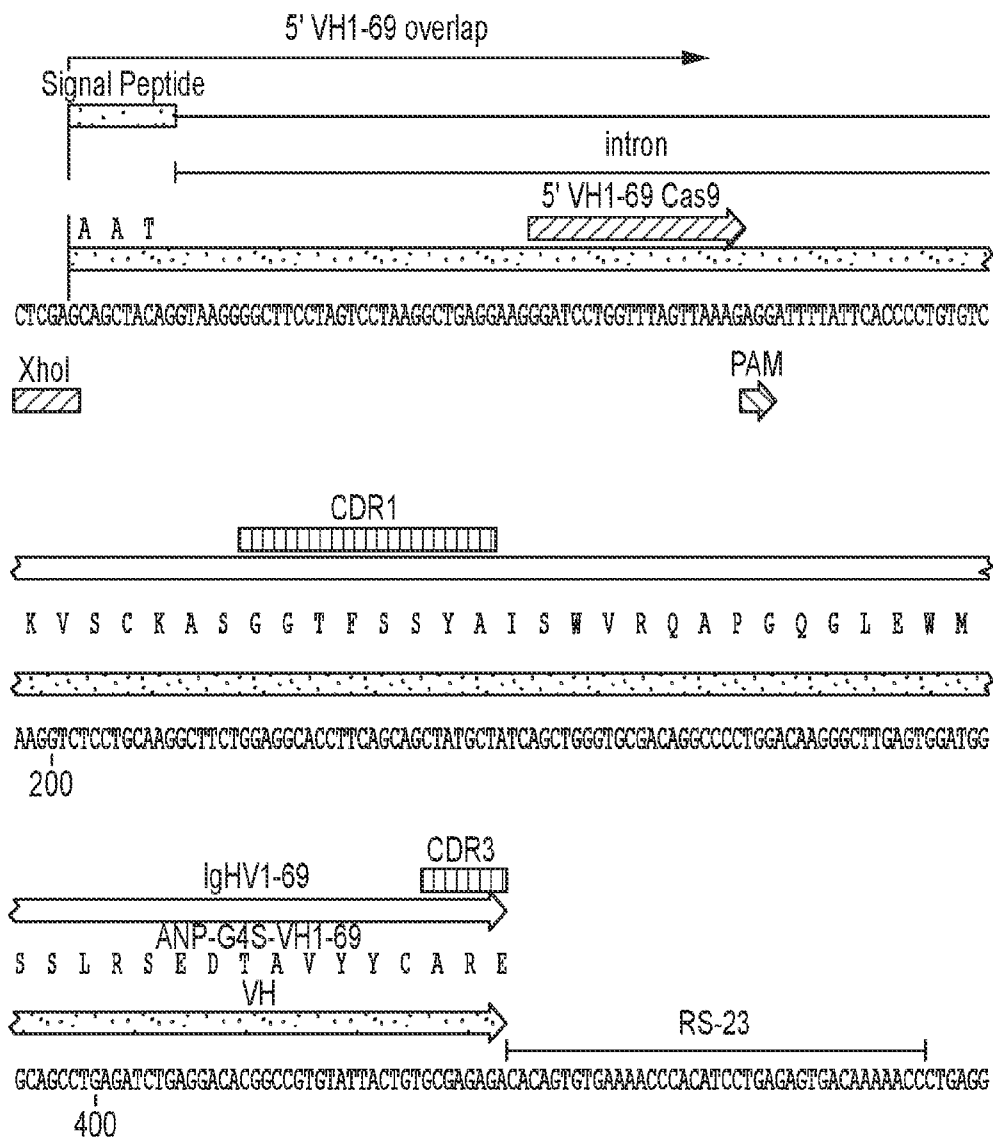 5' VH1-69 overlap
Signal Peptide
intron
5' VH1-69 Cas9
A A T
CTCGAGCAGCTACAGGTAAGGGGCTTCCTAGTCCTAAGGCTGAGGAAGGGATCCTGGTTTAGTTAAAGAGGATTTTATTCACCCCTGTGTC
XhoI
PAM
CDR1
K V S C K A S G G T F S S Y A I S W V R Q A P G Q G L E W M
AAGGTCTCCTGCAAGGCTTCTGGAGGCACCTTCAGCAGCTATGCTATCAGCTGGGTGCGACAGGCCCCTGGACAAGGGCTTGAGTGGATGG
200
CDR3
IgHV1-69
ANP-G4S-VH1-69
S S L R S E D T A V Y Y C A R E
VH
RS-23
GCAGCCTGAGATCTGAGGACACGGCCGTGTATTACTGTGCGAGAGACACAGTGTGAAAACCCACATCCTGAGAGTGACAAAAACCCTGAGG
400